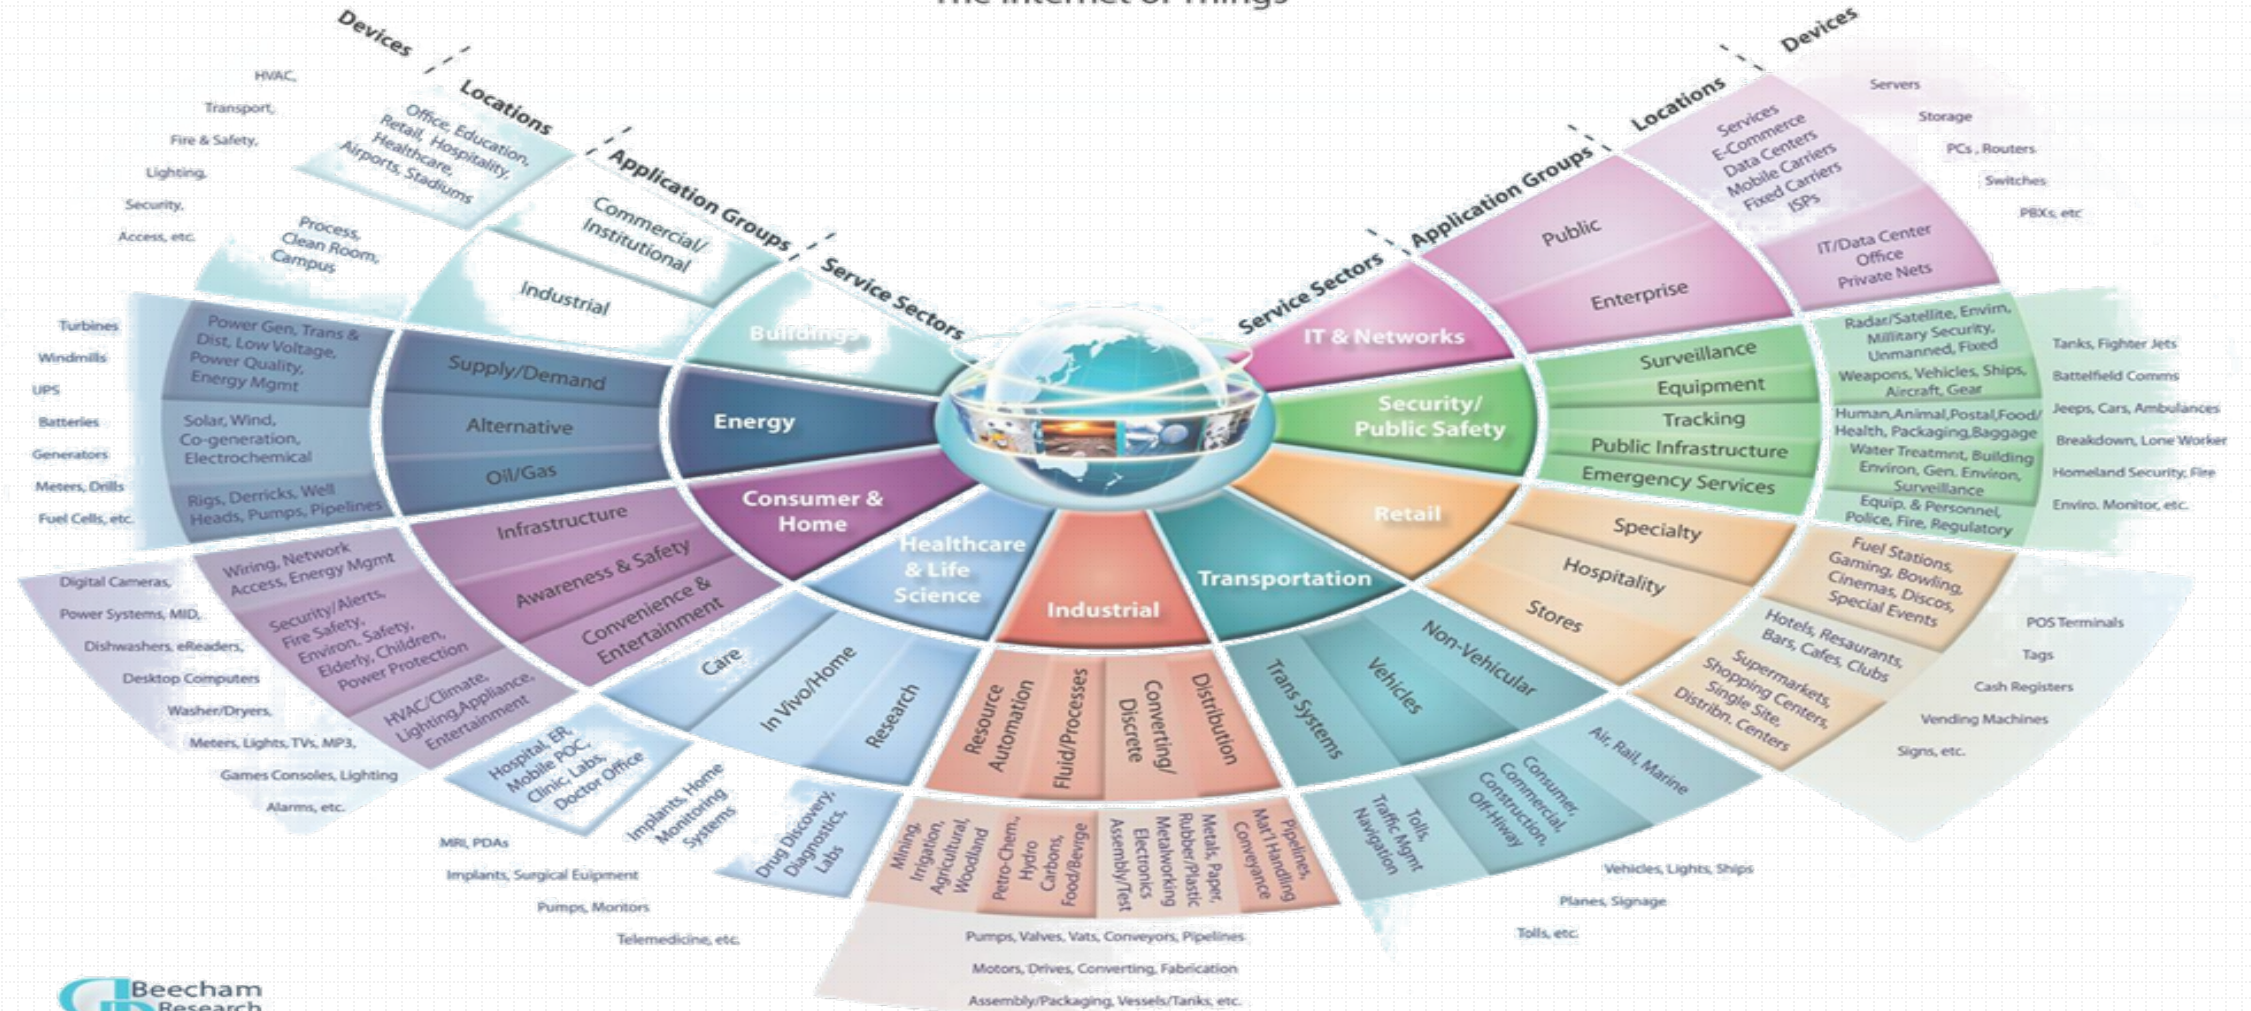 The Internet of Things
Devices
Locations
Application Groups
Service Sectors
Service Sectors
Application Groups
Locations
Devices
HVAC,
Transport,
Fire & Safety,
Lighting,
Security,
Access, etc.
Office, Education,
Retail, Hospitality,
Healthcare,
Airports, Stadiums
Process,
Clean Room,
Campus
Commercial/
Institutional
Industrial
Buildings
Turbines
Windmills
UPS
Batteries
Generators
Meters, Drills
Fuel Cells, etc.
Power Gen, Trans &
Dist, Low Voltage,
Power Quality,
Energy Mgmt
Solar, Wind,
Co-generation,
Electrochemical
Rigs, Derricks, Well
Heads, Pumps, Pipelines
Supply/Demand
Alternative
Oil/Gas
Energy
Digital Cameras,
Power Systems, MID,
Dishwashers, eReaders,
Desktop Computers
Washer/Dryers,
Meters, Lights, TVs, MP3,
Games Consoles, Lighting
Alarms, etc.
Wiring, Network
Access, Energy Mgmt
Security/Alerts,
Fire Safety,
Environ. Safety,
Elderly, Children,
Power Protection
HVAC/Climate,
Lighting,Appliance,
Entertainment
Infrastructure
Awareness & Safety
Convenience &
Entertainment
Consumer &
Home
MRI, PDAs
Implants, Surgical Euipment
Pumps, Monitors
Telemedicine, etc.
Hospital, ER,
Mobile POC,
Clinic, Labs,
Doctor Office
Implants, Home
Monitoring
Systems
Drug Discovery,
Diagnostics,
Labs
Care
In Vivo/Home
Research
Healthcare
& Life
Science
Industrial
Resource
Automation
Fluid/Processes
Converting/
Discrete
Distribution
Mining,
Irrigation,
Agricultural,
Woodland
Petro-Chem.,
Hydro
Carbons,
Food/Bevrge
Metals, Paper,
Rubber/Plastic
Metalworking
Electronics
Assembly/Test
Pipelines,
Mat'l Handling
Conveyance
Pumps, Valves, Vats, Conveyors, Pipelines
Motors, Drives, Converting, Fabrication
Assembly/Packaging, Vessels/Tanks, etc.
Transportation
Trans Systems
Vehicles
Non-Vehicular
Tolls,
Traffic Mgmt
Navigation
Consumer,
Commercial,
Construction,
Off-Hiway
Air, Rail, Marine
Vehicles, Lights, Ships
Planes, Signage
Tolls, etc.
Retail
Specialty
Hospitality
Stores
Fuel Stations,
Gaming, Bowling,
Cinemas, Discos,
Special Events
Hotels, Resaurants,
Bars, Cafes, Clubs
Supermarkets,
Shopping Centers,
Single Site,
Distribn. Centers
POS Terminals
Tags
Cash Registers
Vending Machines
Signs, etc.
Security/
Public Safety
Surveillance
Equipment
Tracking
Public Infrastructure
Emergency Services
Radar/Satellite, Envirn,
Millitary Security,
Unmanned, Fixed
Weapons, Vehicles, Ships,
Aircraft, Gear
Human,Animal,Postal,Food/
Health, Packaging,Baggage
Water Treatmnt, Building
Environ, Gen. Environ,
Surveillance
Equip. & Personnel,
Police, Fire, Regulatory
Tanks, Fighter Jets
Battelfield Comms
Jeeps, Cars, Ambulances
Breakdown, Lone Worker
Homeland Security, Fire
Enviro. Monitor, etc.
IT & Networks
Public
Enterprise
Services
E-Commerce
Data Centers
Mobile Carriers
Fixed Carriers
ISPs
IT/Data Center
Office
Private Nets
Servers
Storage
PCs , Routers
Switches
PBXs, etc
Beecham
Research